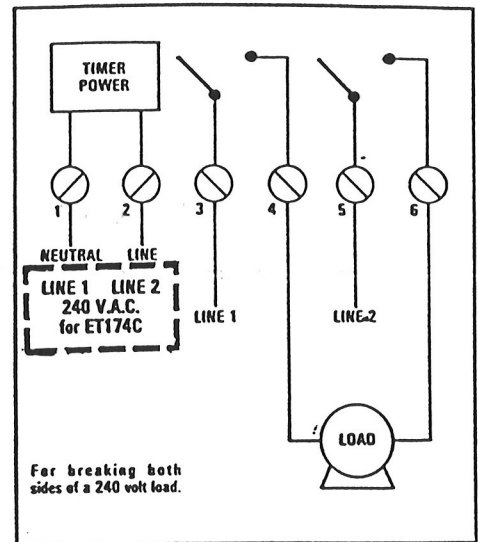 TIMER
POWER
1 2 3 4 5 6
NEUTRAL LINE
LINE 1 LINE 2
240 V.A.C.
for ET174C
LINE 1
LINE 2
LOAD
For breaking both
sides of a 240 volt load.